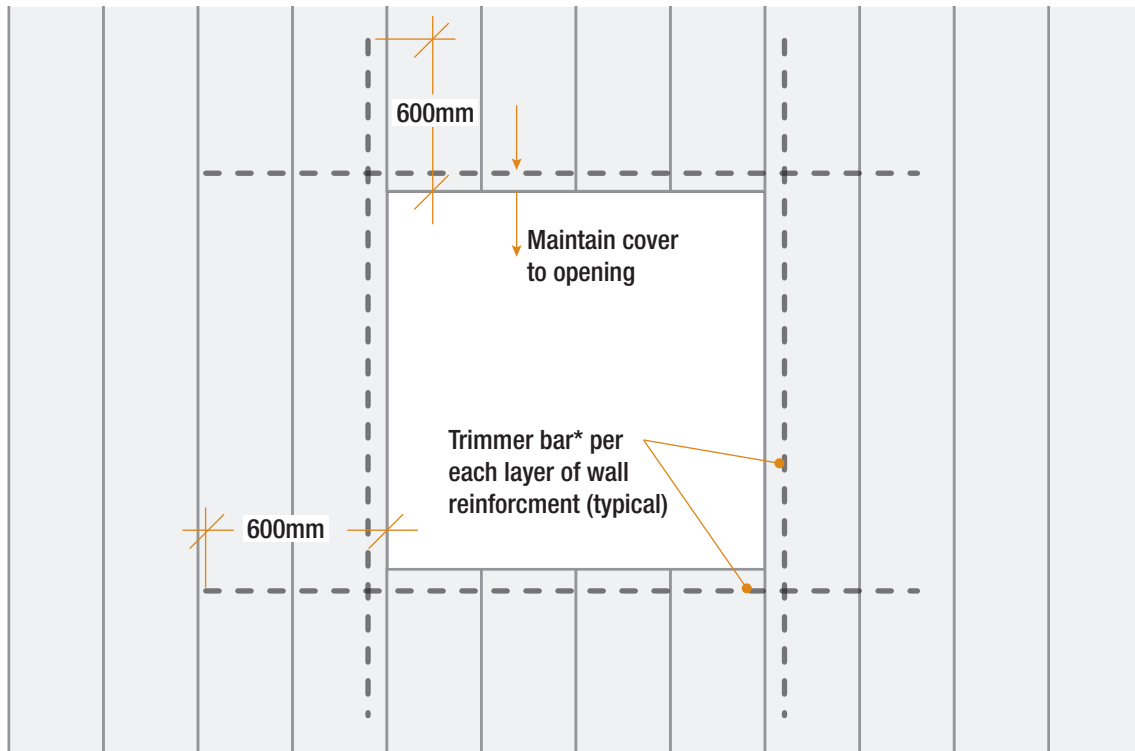 600mm
Maintain cover
to opening
Trimmer bar* per
each layer of wall
reinforcment (typical)
600mm